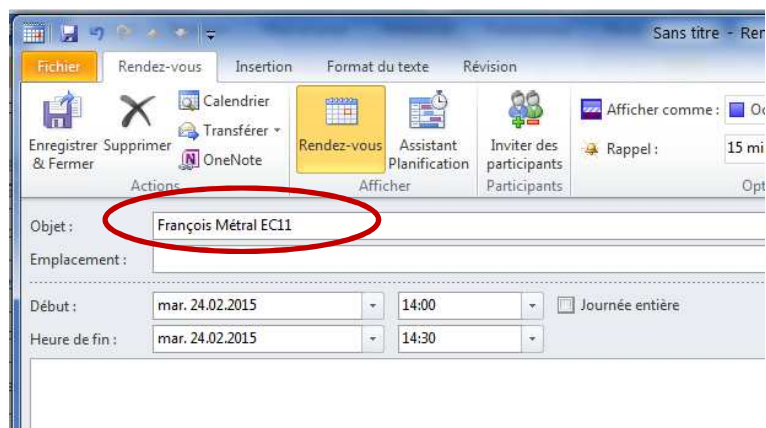 Sans titre - Ren
Fichier Rendez-vous Insertion Format du texte Révision
Enregistrer & Fermer
Supprimer
Calendrier
Transférer
OneNote
Actions
Rendez-vous
Assistant Planification
Afficher
Inviter des participants
Participants
Afficher comme : Oc
Rappel : 15 mi
Opt
Objet : François Métral EC11
Emplacement :
Début : mar. 24.02.2015 14:00 Journée entière
Heure de fin : mar. 24.02.2015 14:30